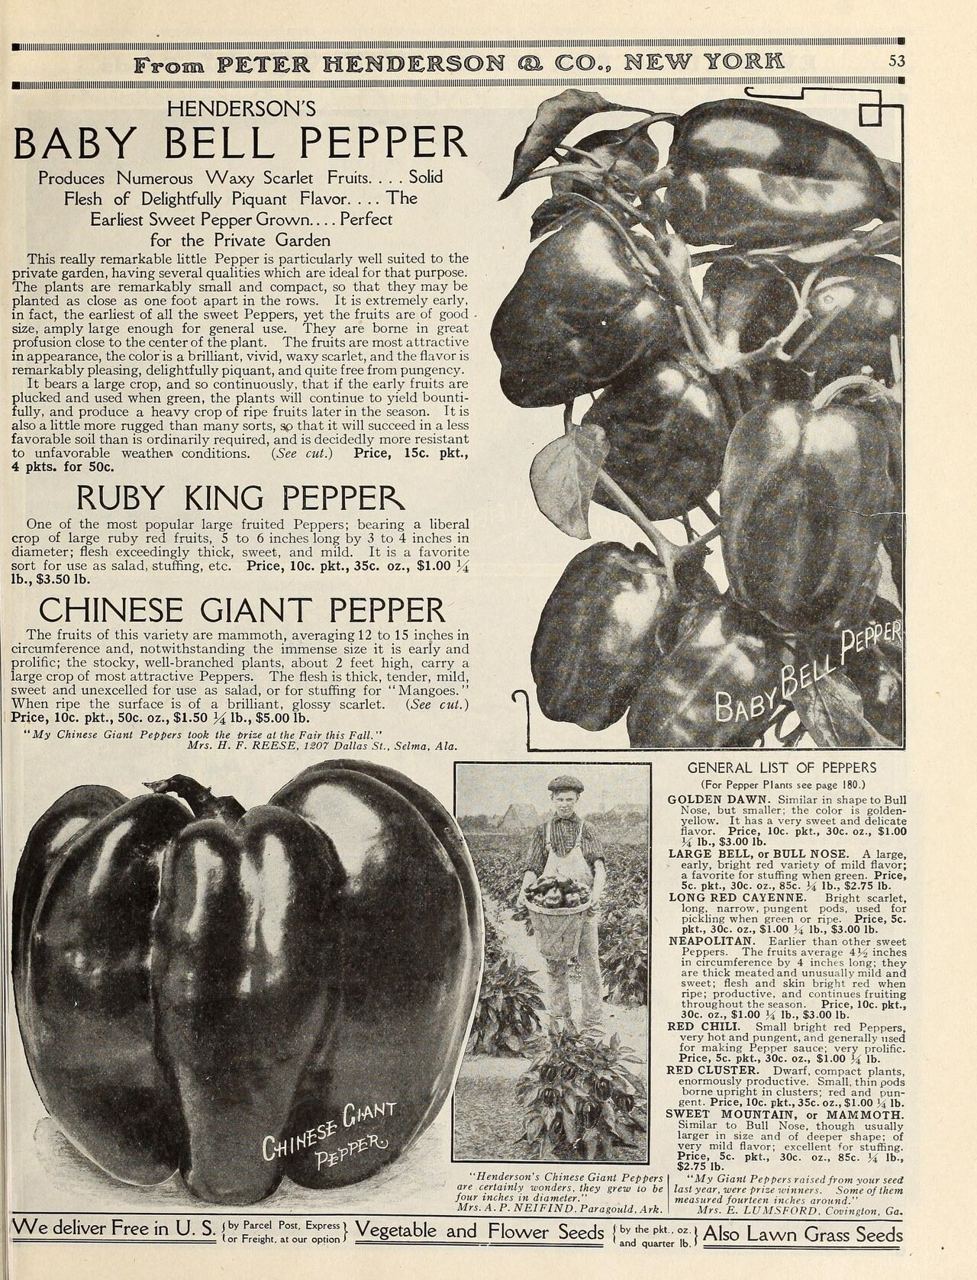 From PETER HENDERSON & CO., NEW YORK
53
HENDERSON'S
BABY BELL PEPPER
Produces Numerous Waxy Scarlet Fruits. . . . Solid
Flesh of Delightfully Piquant Flavor. . . . The
Earliest Sweet Pepper Grown. . . . Perfect
for the Private Garden
This really remarkable little Pepper is particularly well suited to the
private garden, having several qualities which are ideal for that purpose.
The plants are remarkably small and compact, so that they may be
planted as close as one foot apart in the rows. It is extremely early,
in fact, the earliest of all the sweet Peppers, yet the fruits are of good
size, amply large enough for general use. They are borne in great
profusion close to the center of the plant. The fruits are most attractive
in appearance, the color is a brilliant, vivid, waxy scarlet, and the flavor is
remarkably pleasing, delightfully piquant, and quite free from pungency.
It bears a large crop, and so continuously, that if the early fruits are
plucked and used when green, the plants will continue to yield bounti-
fully, and produce a heavy crop of ripe fruits later in the season. It is
also a little more rugged than many sorts, so that it will succeed in a less
favorable soil than is ordinarily required, and is decidedly more resistant
to unfavorable weather conditions. (See cut.) Price, 15c. pkt.,
4 pkts. for 50c.
RUBY KING PEPPER
One of the most popular large fruited Peppers; bearing a liberal
crop of large ruby red fruits, 5 to 6 inches long by 3 to 4 inches in
diameter; flesh exceedingly thick, sweet, and mild. It is a favorite
sort for use as salad, stuffing, etc. Price, 10c. pkt., 35c. oz., $1.00 ¼
lb., $3.50 lb.
CHINESE GIANT PEPPER
The fruits of this variety are mammoth, averaging 12 to 15 inches in
circumference and, notwithstanding the immense size it is early and
prolific; the stocky, well-branched plants, about 2 feet high, carry a
large crop of most attractive Peppers. The flesh is thick, tender, mild,
sweet and unexcelled for use as salad, or for stuffing for "Mangoes."
When ripe the surface is of a brilliant, glossy scarlet. (See cut.)
Price, 10c. pkt., 50c. oz., $1.50 ¼ lb., $5.00 lb.
"My Chinese Giant Peppers took the prize at the Fair this Fall."
Mrs. H. F. REESE, 1207 Dallas St., Selma, Ala.
BABY BELL PEPPER
CHINESE GIANT
PEPPER
"Henderson's Chinese Giant Peppers
are certainly wonders, they grew to be
four inches in diameter."
Mrs. A. P. NEIFIND, Paragould, Ark.
GENERAL LIST OF PEPPERS
(For Pepper Plants see page 180.)
GOLDEN DAWN. Similar in shape to Bull
Nose, but smaller; the color is golden-
yellow. It has a very sweet and delicate
flavor. Price, 10c. pkt., 30c. oz., $1.00
¼ lb., $3.00 lb.
LARGE BELL, or BULL NOSE. A large,
early, bright red variety of mild flavor;
a favorite for stuffing when green. Price,
5c. pkt., 30c. oz., 85c. ¼ lb., $2.75 lb.
LONG RED CAYENNE. Bright scarlet,
long, narrow, pungent pods, used for
pickling when green or ripe. Price, 5c.
pkt., 30c. oz., $1.00 ¼ lb., $3.00 lb.
NEAPOLITAN. Earlier than other sweet
Peppers. The fruits average 4½ inches
in circumference by 4 inches long; they
are thick meated and unusually mild and
sweet; flesh and skin bright red when
ripe; productive, and continues fruiting
throughout the season. Price, 10c. pkt.,
30c. oz., $1.00 ¼ lb., $3.00 lb.
RED CHILI. Small bright red Peppers,
very hot and pungent, and generally used
for making Pepper sauce; very prolific.
Price, 5c. pkt., 30c. oz., $1.00 ¼ lb.
RED CLUSTER. Dwarf, compact plants,
enormously productive. Small, thin pods
borne upright in clusters; red and pun-
gent. Price, 10c. pkt., 35c. oz., $1.00 ¼ lb.
SWEET MOUNTAIN, or MAMMOTH.
Similar to Bull Nose, though usually
larger in size and of deeper shape; of
very mild flavor; excellent for stuffing.
Price, 5c. pkt., 30c. oz., 85c. ¼ lb.,
$2.75 lb.
"My Giant Peppers raised from your seed
last year, were prize winners. Some of them
measured fourteen inches around."
Mrs. E. LUMSFORD, Covington, Ga.
We deliver Free in U. S. {by Parcel Post, Express or Freight, at our option} Vegetable and Flower Seeds {by the pkt., oz. and quarter lb.} Also Lawn Grass Seeds